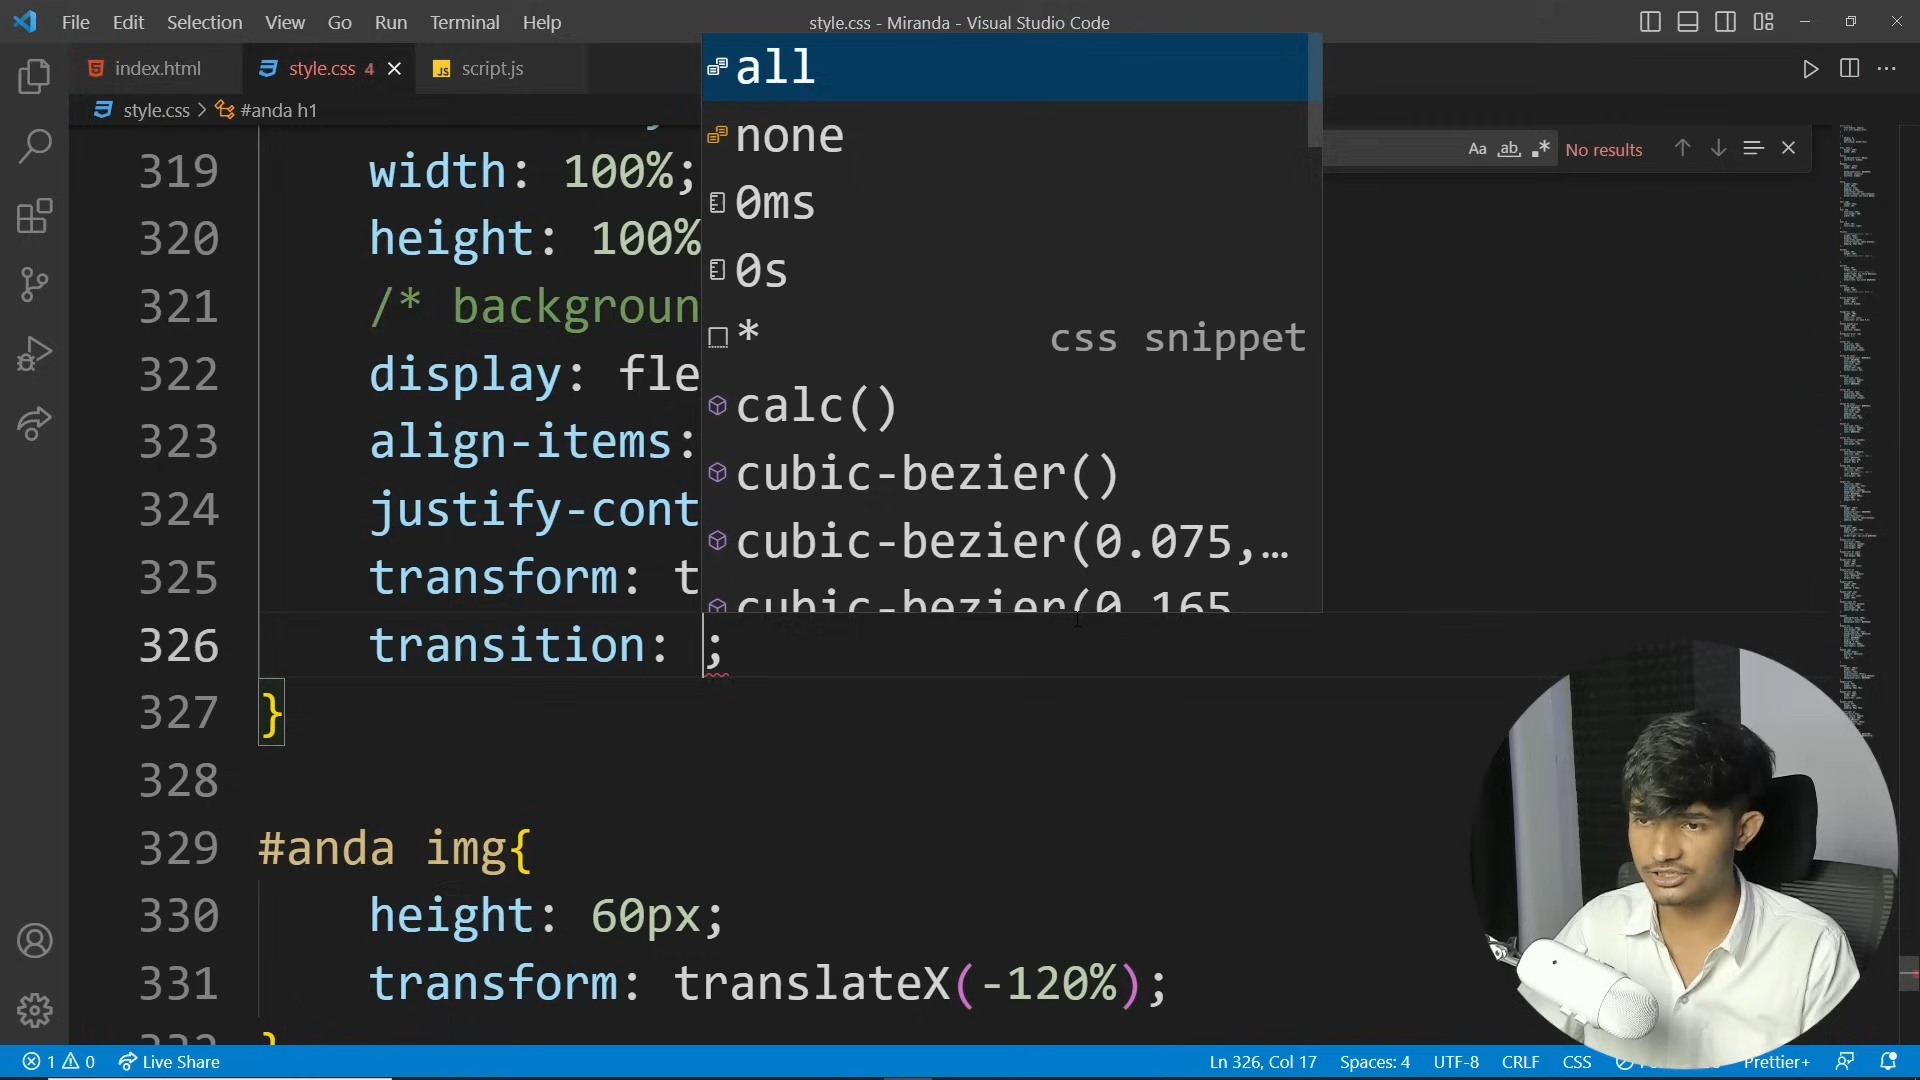 File Edit Selection View Go Run Terminal Help style.css - Miranda - Visual Studio Code
index.html style.css 4 JS script.js
style.css > #anda h1
Aa ab .* No results
319 width: 100%;
320 height: 100%
321 /* backgroun
322 display: fle
323 align-items:
324 justify-cont
325 transform: t
326 transition: ;
327 }
328
329 #anda img{
330 height: 60px;
331 transform: translateX(-120%);
all
none
0ms
0s
* css snippet
calc()
cubic-bezier()
cubic-bezier(0.075,…
cubic-bezier(0.165
1 0 Live Share Ln 326, Col 17 Spaces: 4 UTF-8 CRLF CSS Prettier+